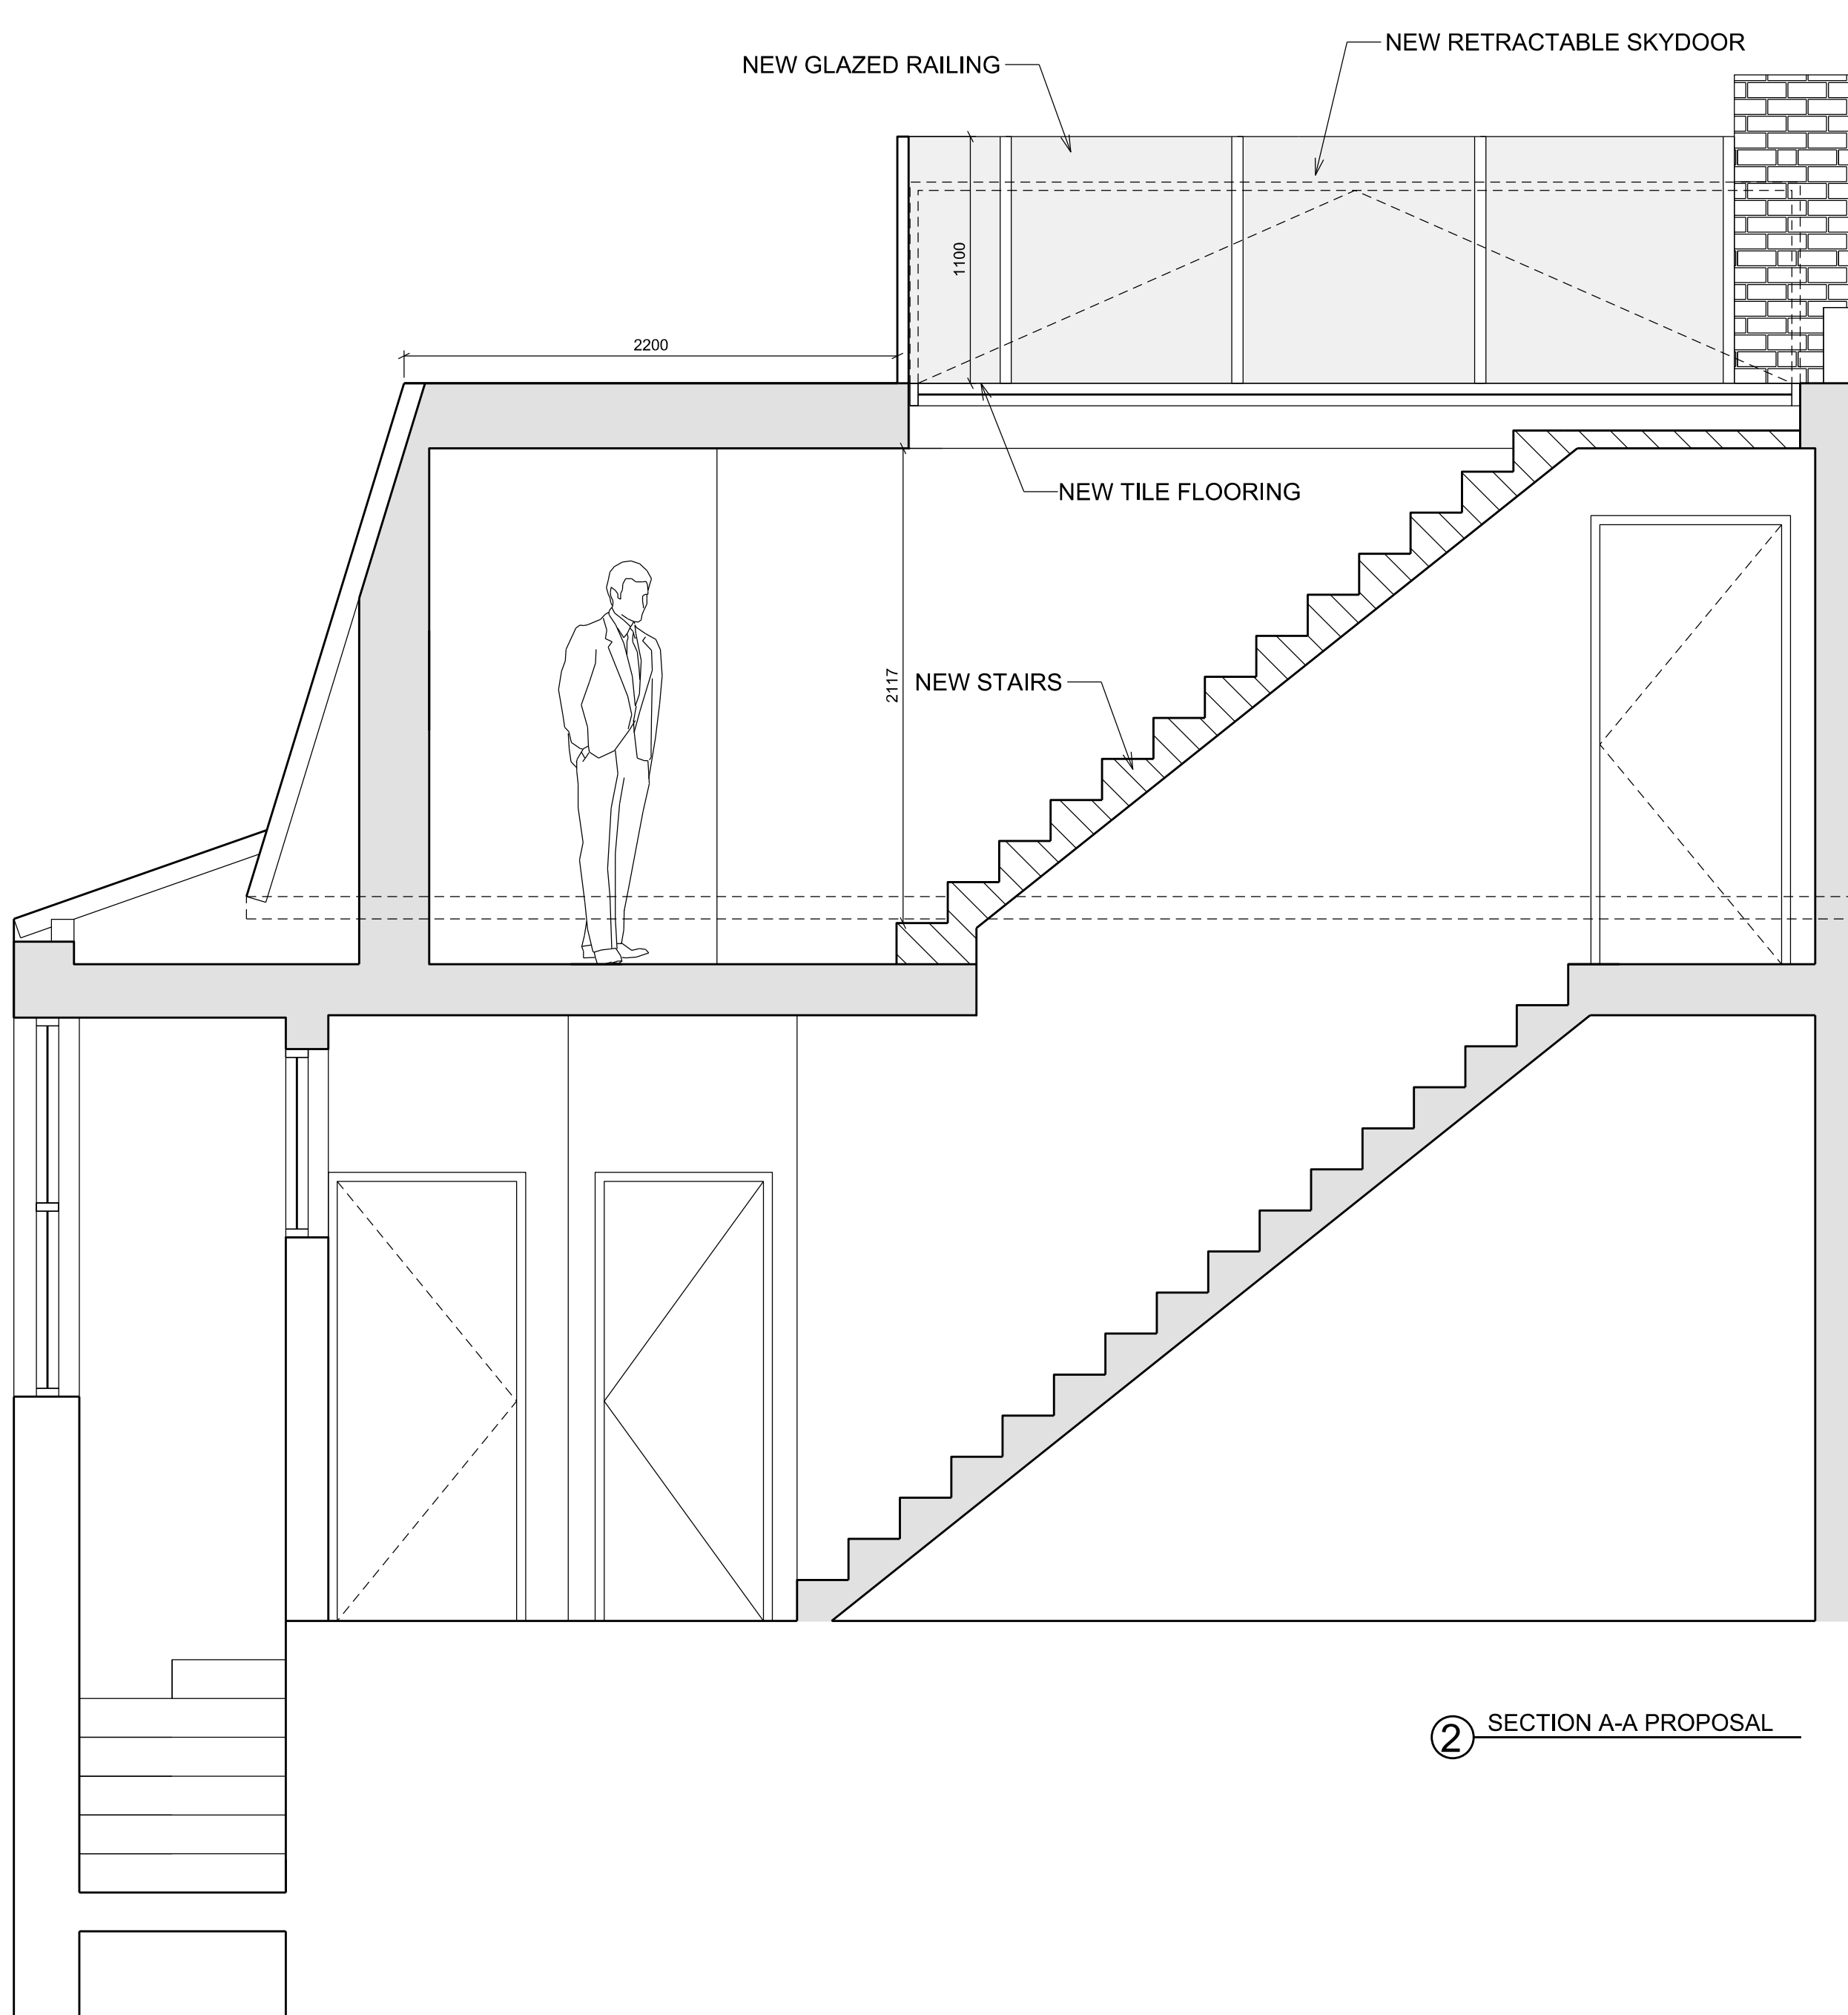 NEW RETRACTABLE SKYDOOR
NEW GLAZED RAILING
1100
2200
NEW TILE FLOORING
2117
NEW STAIRS
2 SECTION A-A PROPOSAL